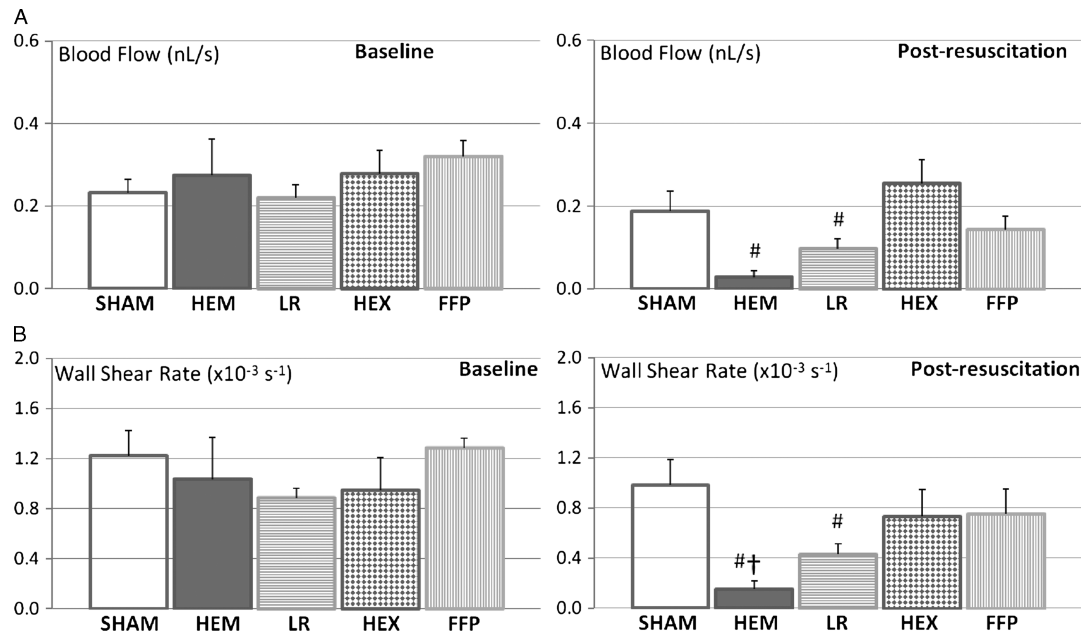 A
0.6
Blood Flow (nL/s)
Baseline
0.4
0.2
0.0
SHAM HEM LR HEX FFP
0.6
Blood Flow (nL/s)
Post-resuscitation
0.4
0.2
# #
0.0
SHAM HEM LR HEX FFP
B
2.0
Wall Shear Rate (x10⁻³ s⁻¹)
Baseline
1.6
1.2
0.8
0.4
0.0
SHAM HEM LR HEX FFP
2.0
Wall Shear Rate (x10⁻³ s⁻¹)
Post-resuscitation
1.6
1.2
0.8
#
0.4
#†
0.0
SHAM HEM LR HEX FFP